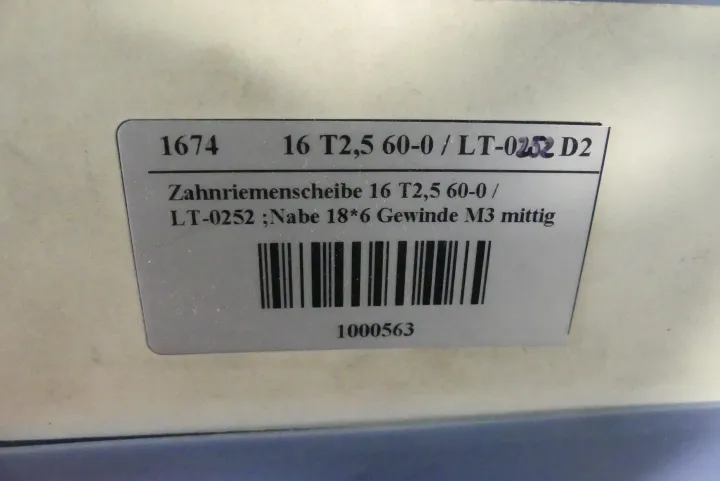 1674 16 T2,5 60-0 / LT-0252 D2
Zahnriemenscheibe 16 T2,5 60-0 /
LT-0252 ;Nabe 18*6 Gewinde M3 mittig
1000563